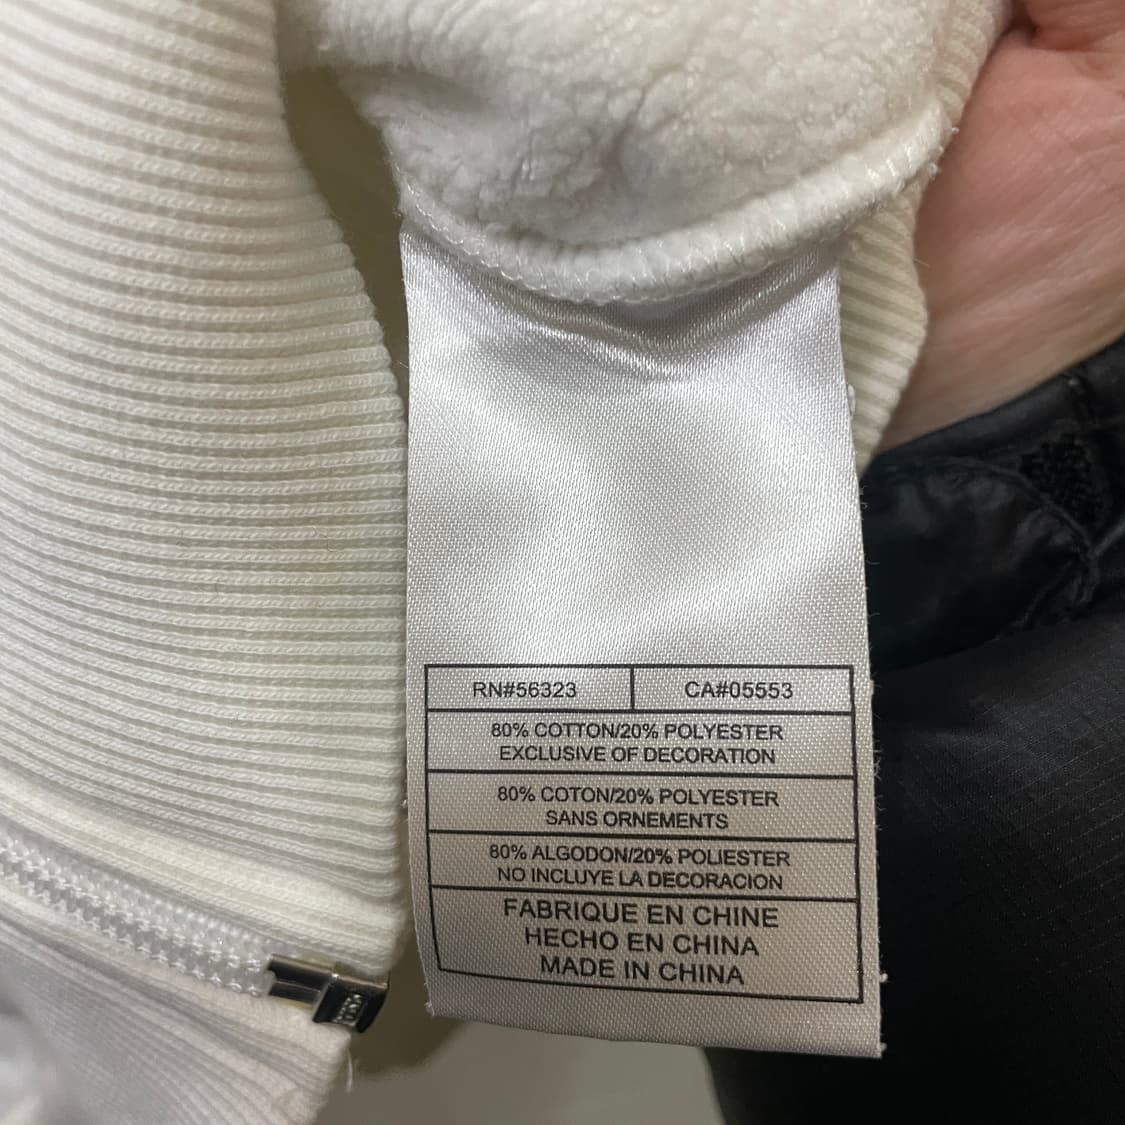 RN#56323 CA#05553
80% COTTON/20% POLYESTER
EXCLUSIVE OF DECORATION
80% COTON/20% POLYESTER
SANS ORNEMENTS
80% ALGODON/20% POLIESTER
NO INCLUYE LA DECORACION
FABRIQUE EN CHINE
HECHO EN CHINA
MADE IN CHINA